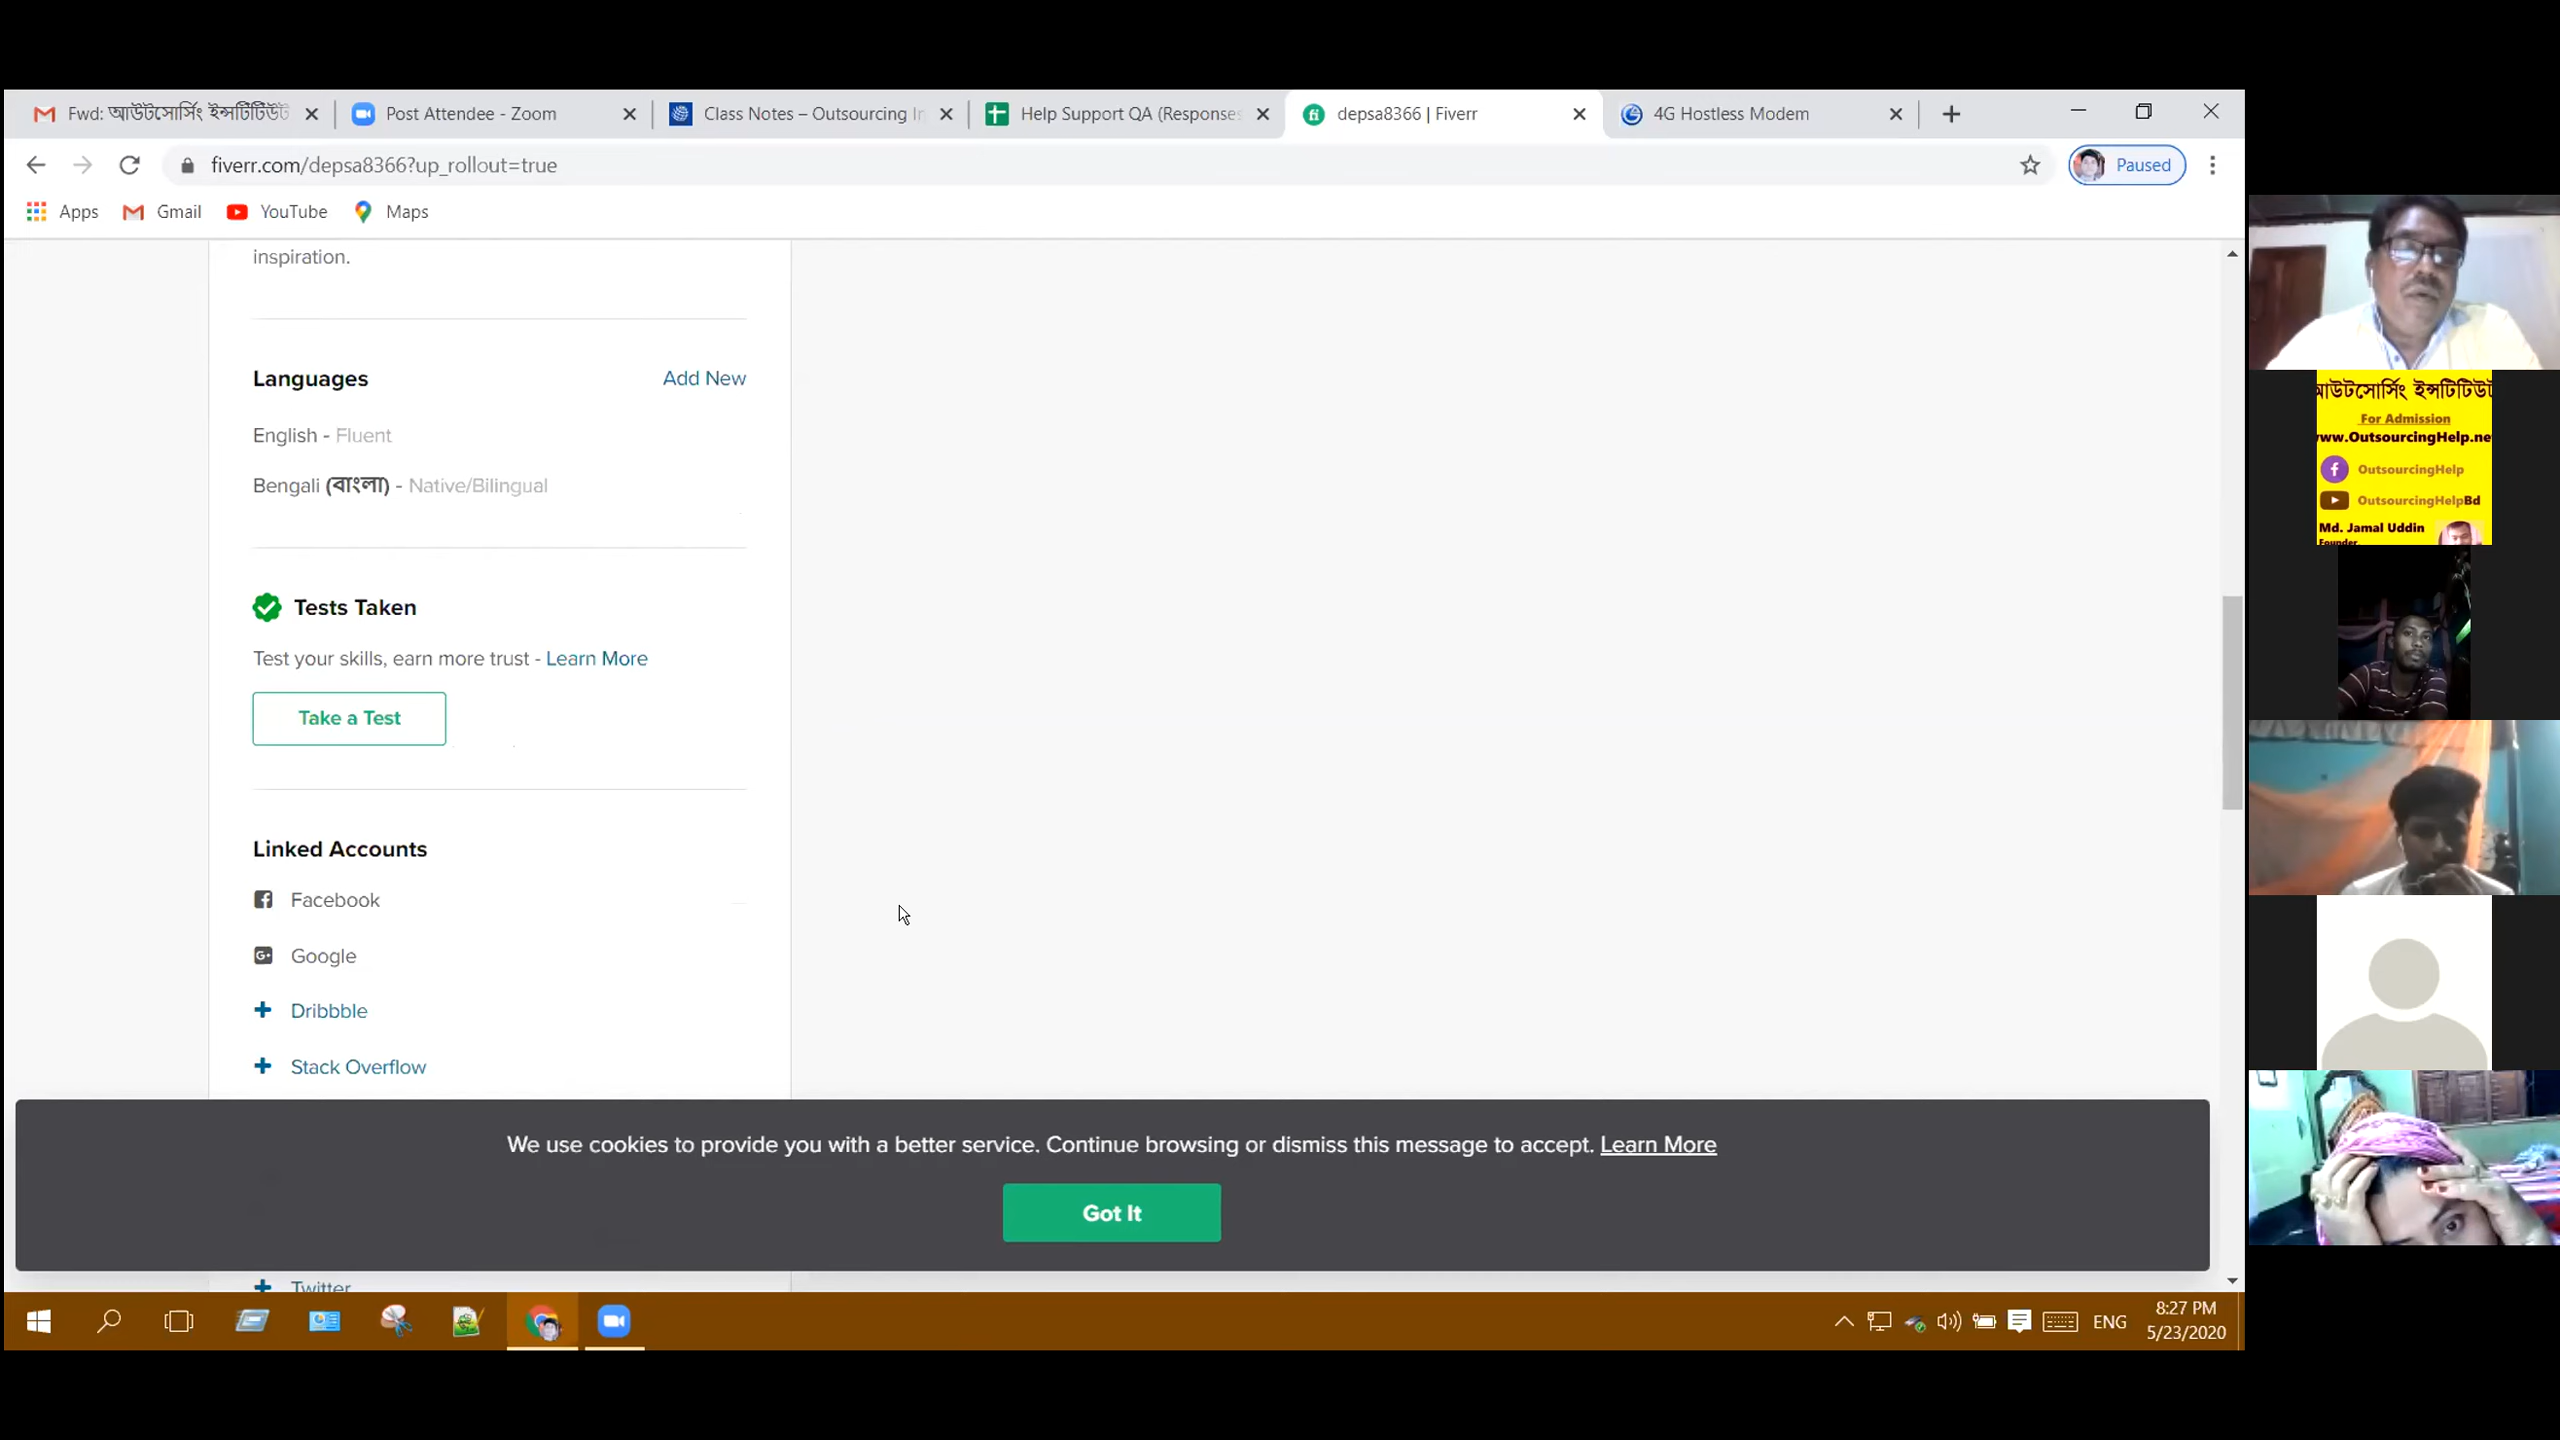 Fwd: আউটসোর্সিং ইন্সটিটিউট
Post Attendee - Zoom
Class Notes – Outsourcing In
Help Support QA (Responses
depsa8366 | Fiverr
4G Hostless Modem
fiverr.com/depsa8366?up_rollout=true
Paused
Apps
Gmail
YouTube
Maps
inspiration.
Languages
Add New
English - Fluent
Bengali (বাংলা) - Native/Bilingual
Tests Taken
Test your skills, earn more trust - Learn More
Take a Test
Linked Accounts
Facebook
Google
Dribbble
Stack Overflow
We use cookies to provide you with a better service. Continue browsing or dismiss this message to accept. Learn More
Got It
Twitter
ENG
8:27 PM
5/23/2020
আউটসোর্সিং ইন্সটিটিউট
For Admission
www.OutsourcingHelp.ne
OutsourcingHelp
OutsourcingHelpBd
Md. Jamal Uddin
Founder,